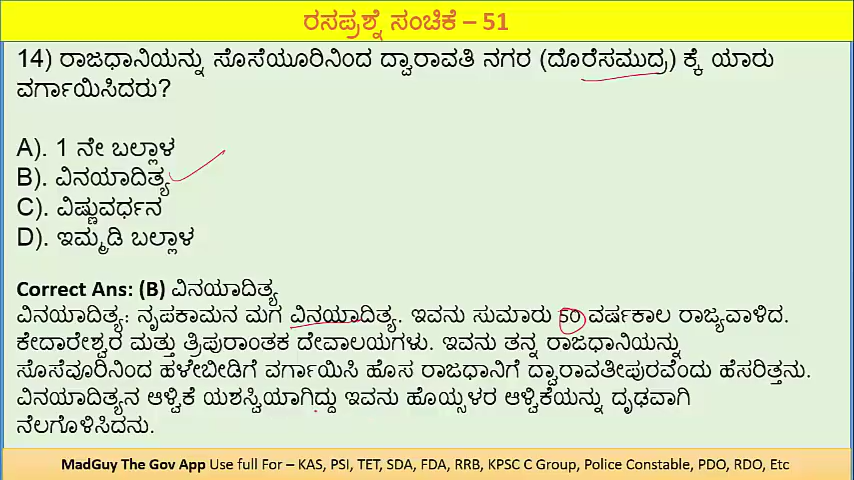 ರಸಪ್ರಶ್ನೆ ಸಂಚಿಕೆ – 51
14) ರಾಜಧಾನಿಯನ್ನು ಸೊಸೆಯೂರಿನಿಂದ ದ್ವಾರಾವತಿ ನಗರ (ದೊರೆಸಮುದ್ರ) ಕ್ಕೆ ಯಾರು
ವರ್ಗಾಯಿಸಿದರು?
A). 1 ನೇ ಬಲ್ಲಾಳ
B). ವಿನಯಾದಿತ್ಯ
C). ವಿಷ್ಣುವರ್ಧನ
D). ಇಮ್ಮಡಿ ಬಲ್ಲಾಳ
Correct Ans: (B) ವಿನಯಾದಿತ್ಯ
ವಿನಯಾದಿತ್ಯ: ನೃಪಕಾಮನ ಮಗ ವಿನಯಾದಿತ್ಯ. ಇವನು ಸುಮಾರು 50 ವರ್ಷಕಾಲ ರಾಜ್ಯವಾಳಿದ.
ಕೇದಾರೇಶ್ವರ ಮತ್ತು ತ್ರಿಪುರಾಂತಕ ದೇವಾಲಯಗಳು. ಇವನು ತನ್ನ ರಾಜಧಾನಿಯನ್ನು
ಸೊಸೆವೂರಿನಿಂದ ಹಳೇಬೀಡಿಗೆ ವರ್ಗಾಯಿಸಿ ಹೊಸ ರಾಜಧಾನಿಗೆ ದ್ವಾರಾವತೀಪುರವೆಂದು ಹೆಸರಿತ್ತನು.
ವಿನಯಾದಿತ್ಯನ ಆಳ್ವಿಕೆ ಯಶಸ್ವಿಯಾಗಿದ್ದು ಇವನು ಹೊಯ್ಸಳರ ಆಳ್ವಿಕೆಯನ್ನು ದೃಢವಾಗಿ
ನೆಲಗೊಳಿಸಿದನು.
MadGuy The Gov App Use full For – KAS, PSI, TET, SDA, FDA, RRB, KPSC C Group, Police Constable, PDO, RDO, Etc